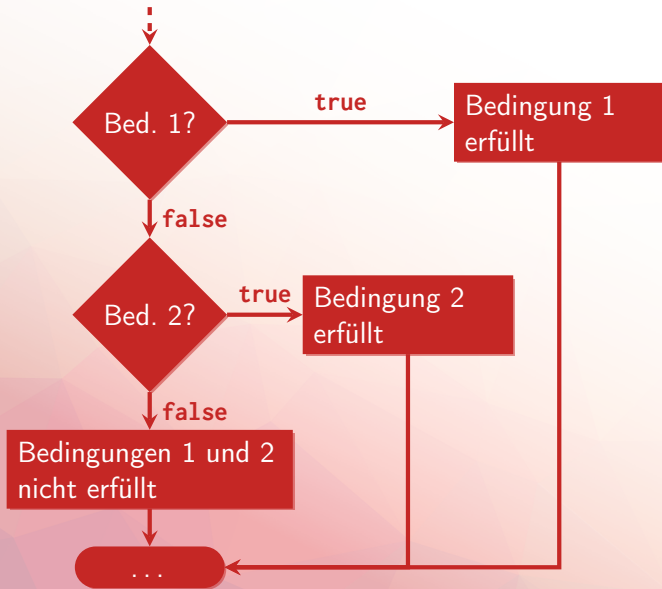 Bed. 1?
true
Bedingung 1
erfüllt
false
Bed. 2?
true
Bedingung 2
erfüllt
false
Bedingungen 1 und 2
nicht erfüllt
...